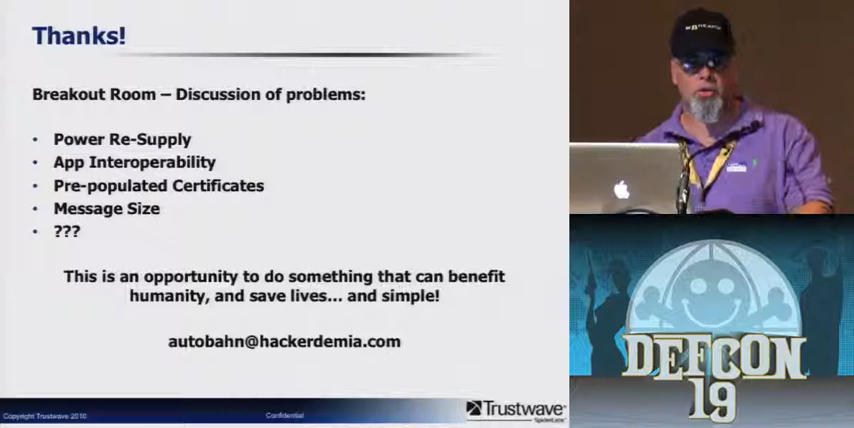 Thanks!
Breakout Room – Discussion of problems:
• Power Re-Supply
• App Interoperability
• Pre-populated Certificates
• Message Size
• ???
This is an opportunity to do something that can benefit
humanity, and save lives... and simple!
autobahn@hackerdemia.com
Copyright Trustwave 2010
Confidential
Trustwave
SpiderLabs
DEFCON
19